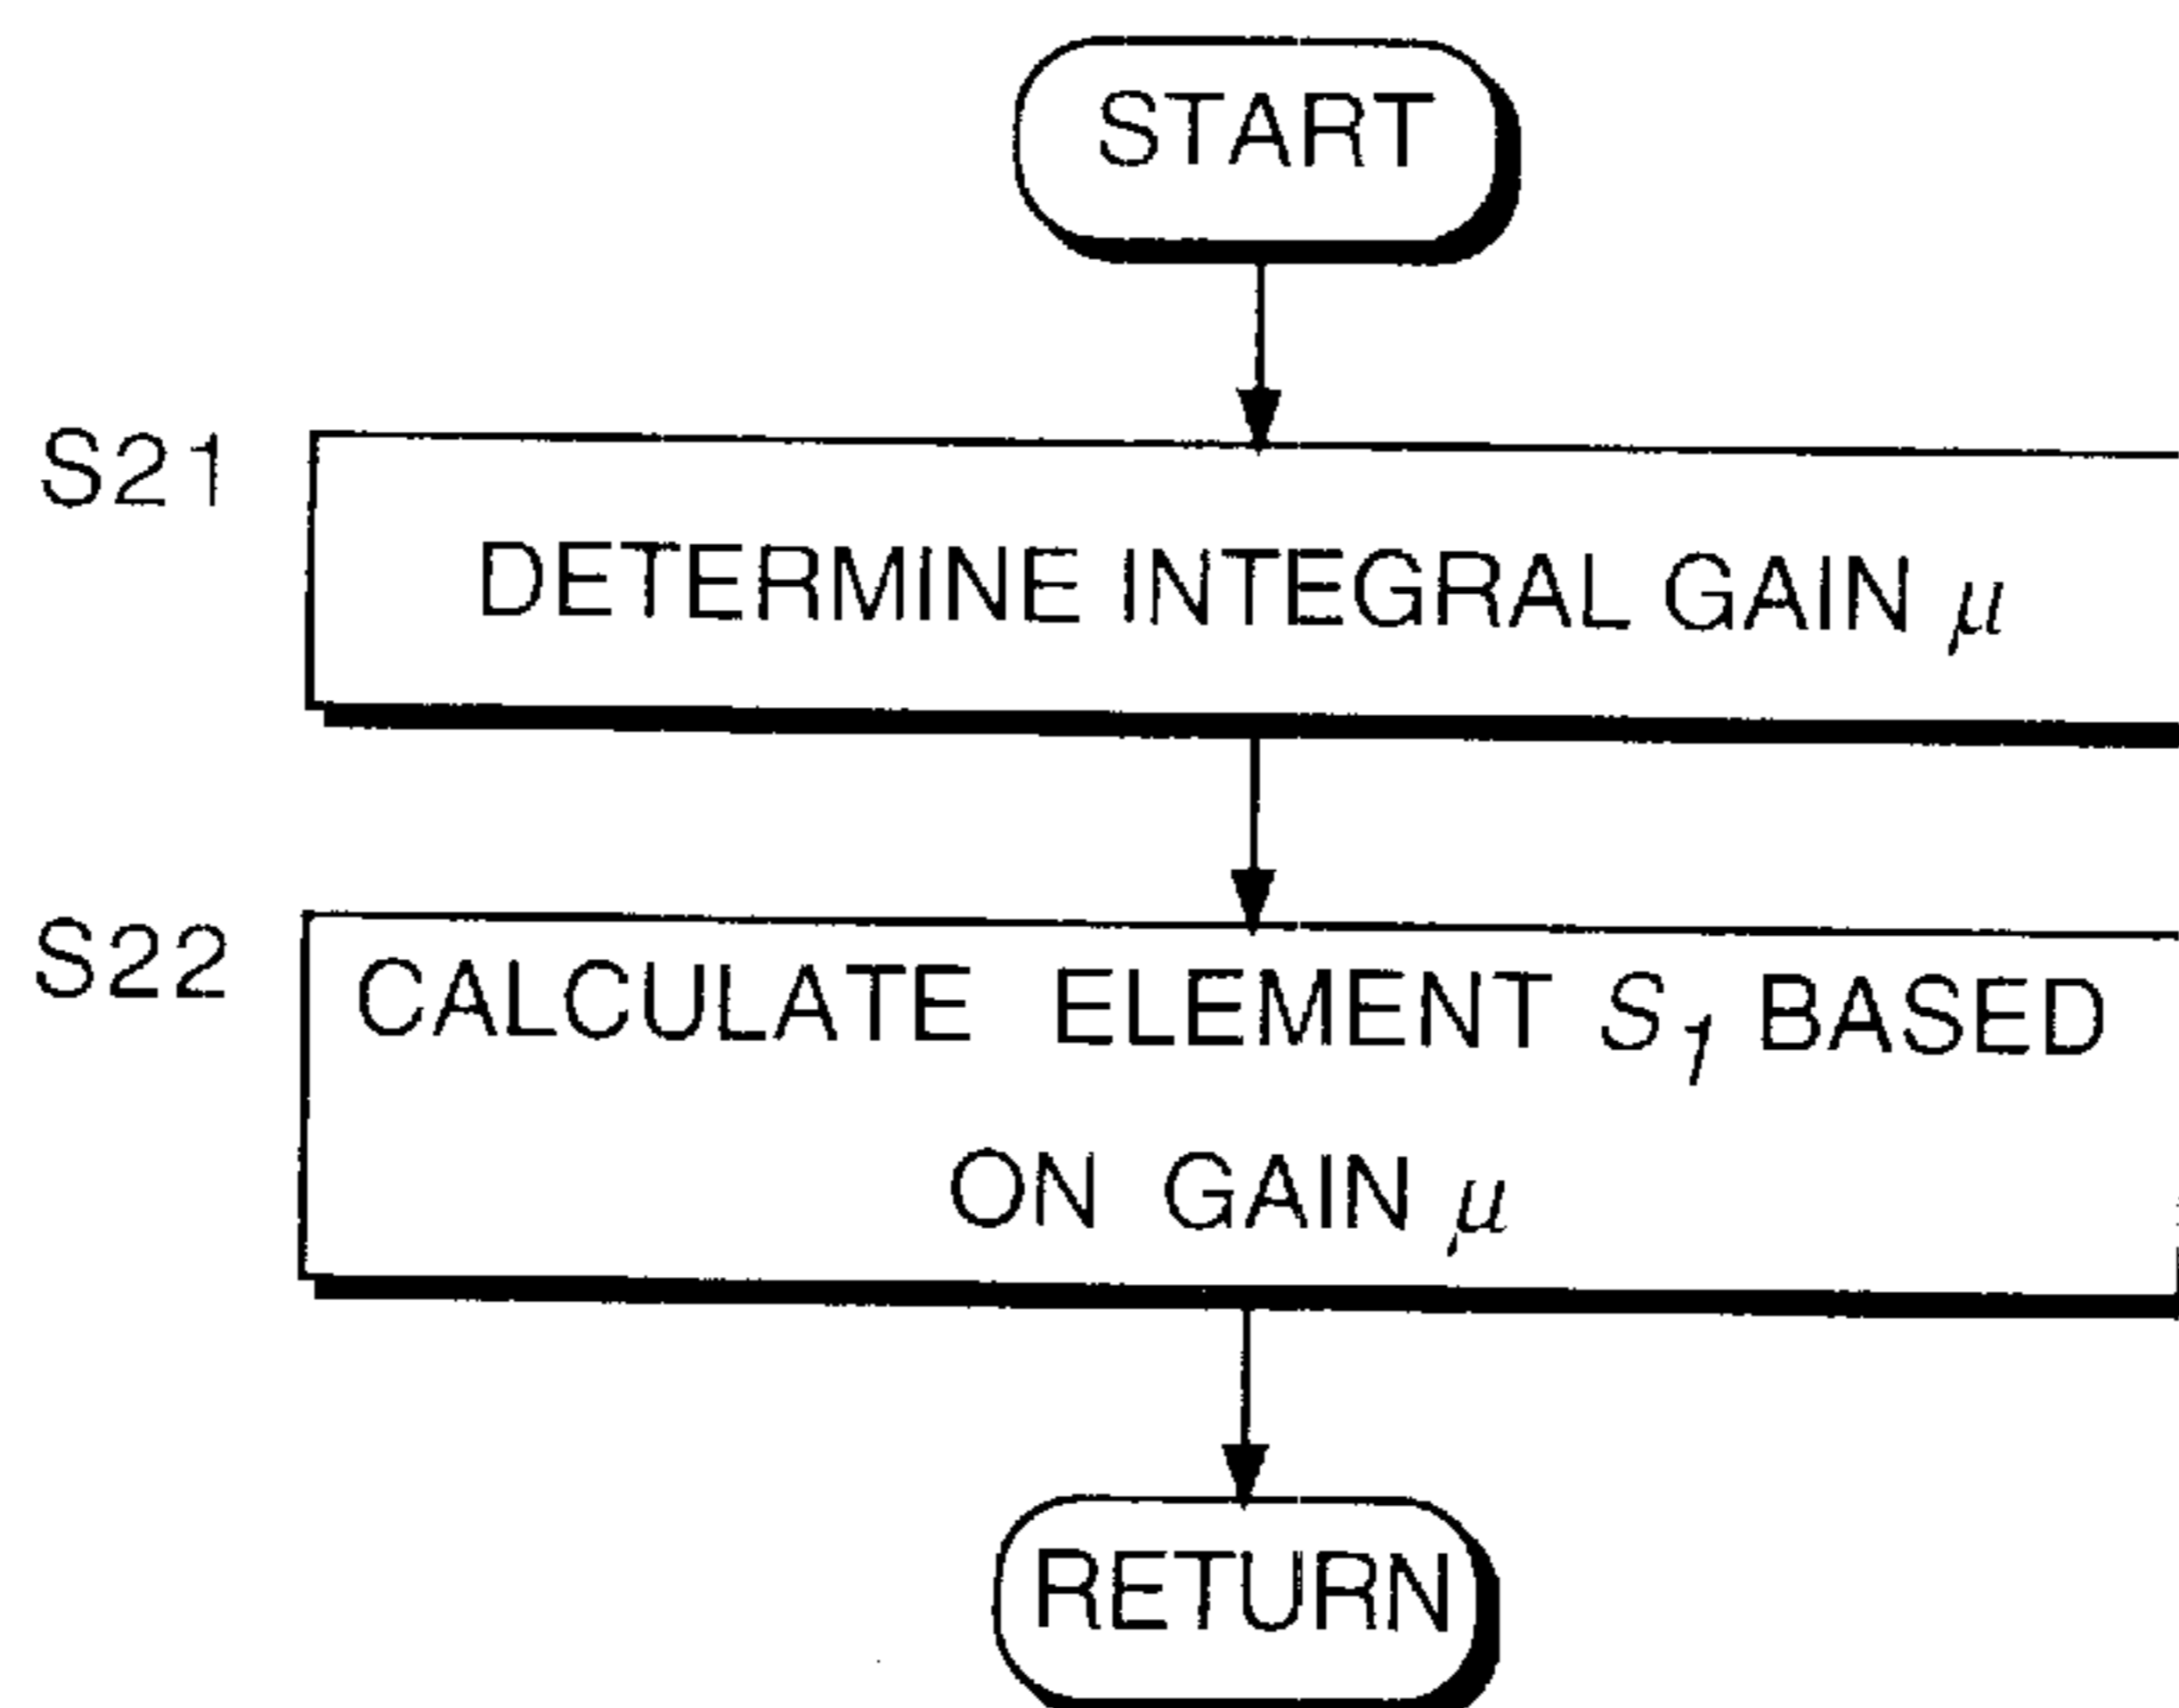 START
S21
DETERMINE INTEGRAL GAIN μ
S22
CALCULATE ELEMENT S₁ BASED
ON GAIN μ
RETURN